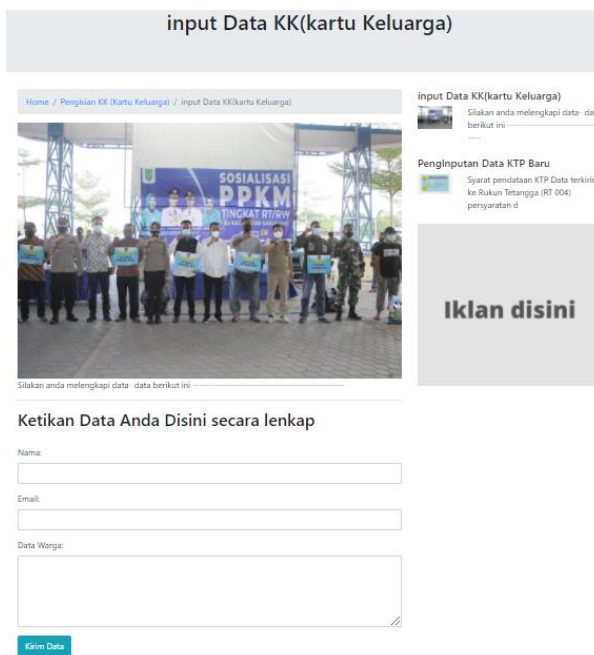 input Data KK(kartu Keluarga)
Home / Pengisian KK (Kartu Keluarga) / input Data KK(kartu Keluarga)
SOSIALISASI
PPKM
TINGKAT RT/RW
Silakan anda melengkapi data- data berikut ini --------------------------------------------------
Ketikan Data Anda Disini secara lenkap
Nama:
Email:
Data Warga:
Kirim Data
input Data KK(kartu Keluarga)
Silakan anda melengkapi data- da
berikut ini ------------------------------
----
PengInputan Data KTP Baru
Syarat pendataan KTP Data terkirin
ke Rukun Tetangga (RT 004)
persyaratan d
Iklan disini